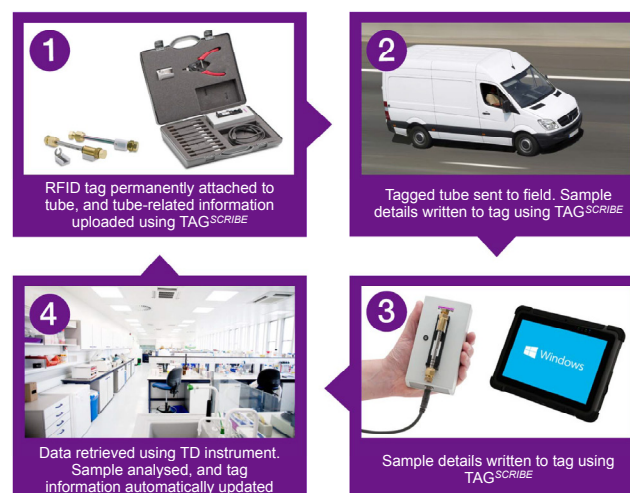 1
RFID tag permanently attached to
tube, and tube-related information
uploaded using TAGSCRIBE
2
Tagged tube sent to field. Sample
details written to tag using TAGSCRIBE
3
Windows
Sample details written to tag using
TAGSCRIBE
4
Data retrieved using TD instrument.
Sample analysed, and tag
information automatically updated